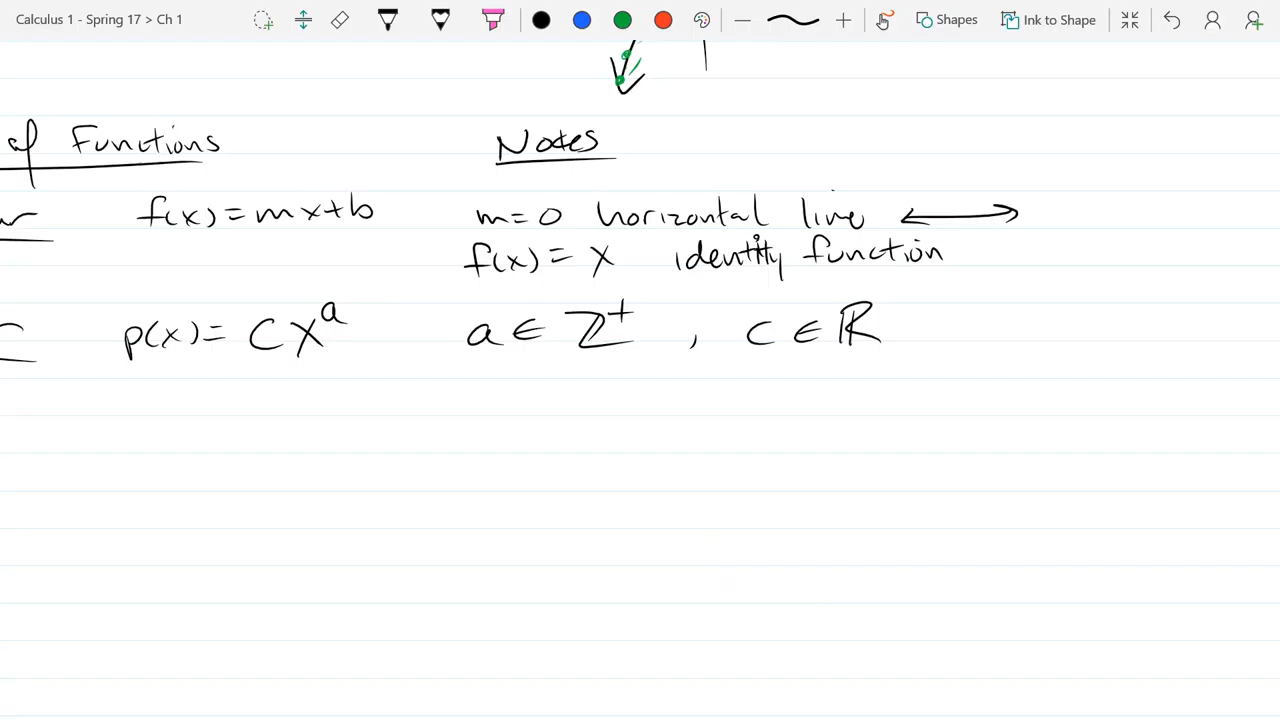 Calculus 1 - Spring 17 > Ch 1
Shapes
Ink to Shape
of Functions
Notes
f(x) = mx+b
m=0 horizontal line
f(x) = x identity function
p(x) = Cx^a
a ∈ ℤ⁺ , c ∈ ℝ